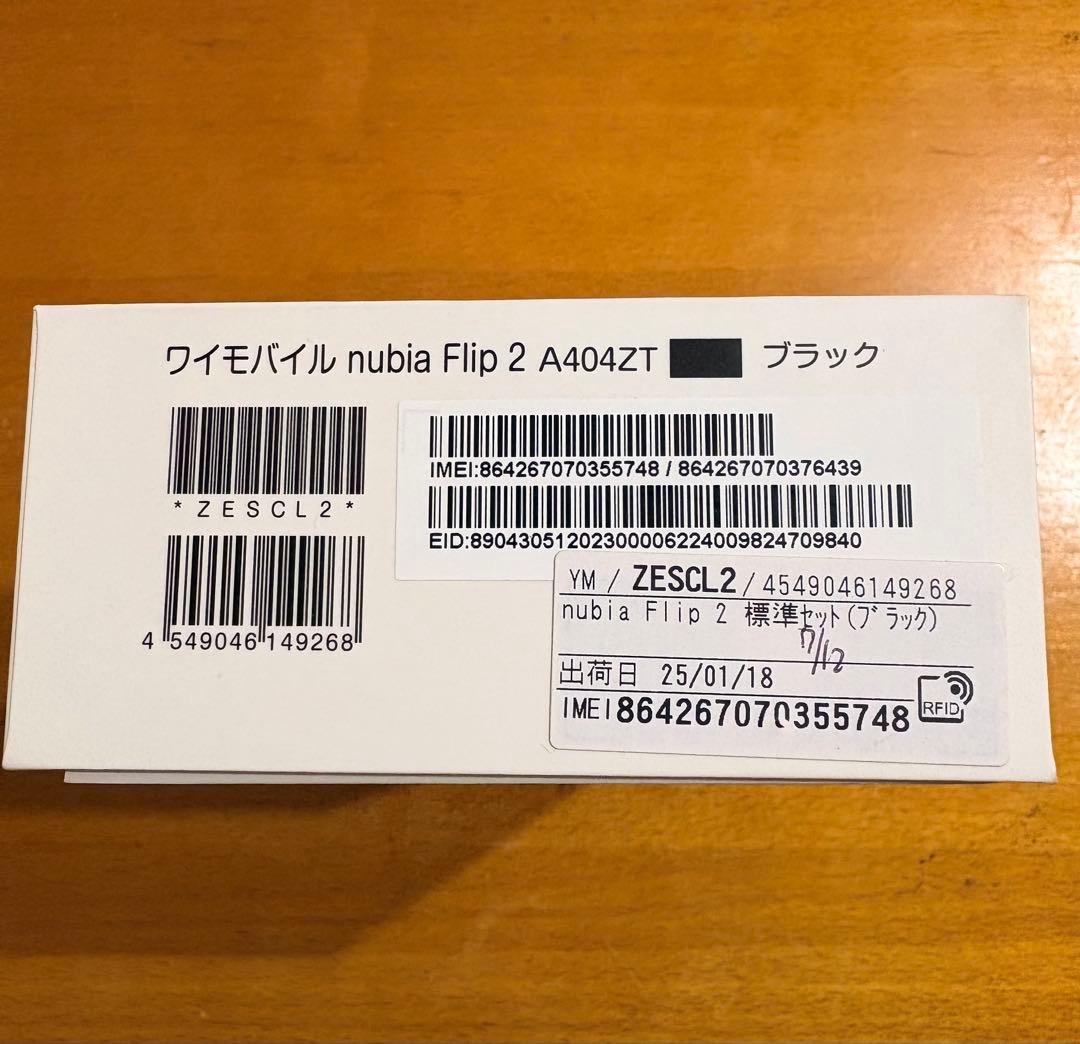 ワイモバイル nubia Flip 2 A404ZT ブラック
*ZESCL2*
4 549046 149268
IMEI:864267070355748 / 864267070376439
EID:89043051202300006224009824709840
YM / ZESCL2 / 4549046149268
nubia Flip 2 標準ｾｯﾄ(ﾌﾞﾗｯｸ)
7/12
出荷日 25/01/18
IMEI 864267070355748
RFID